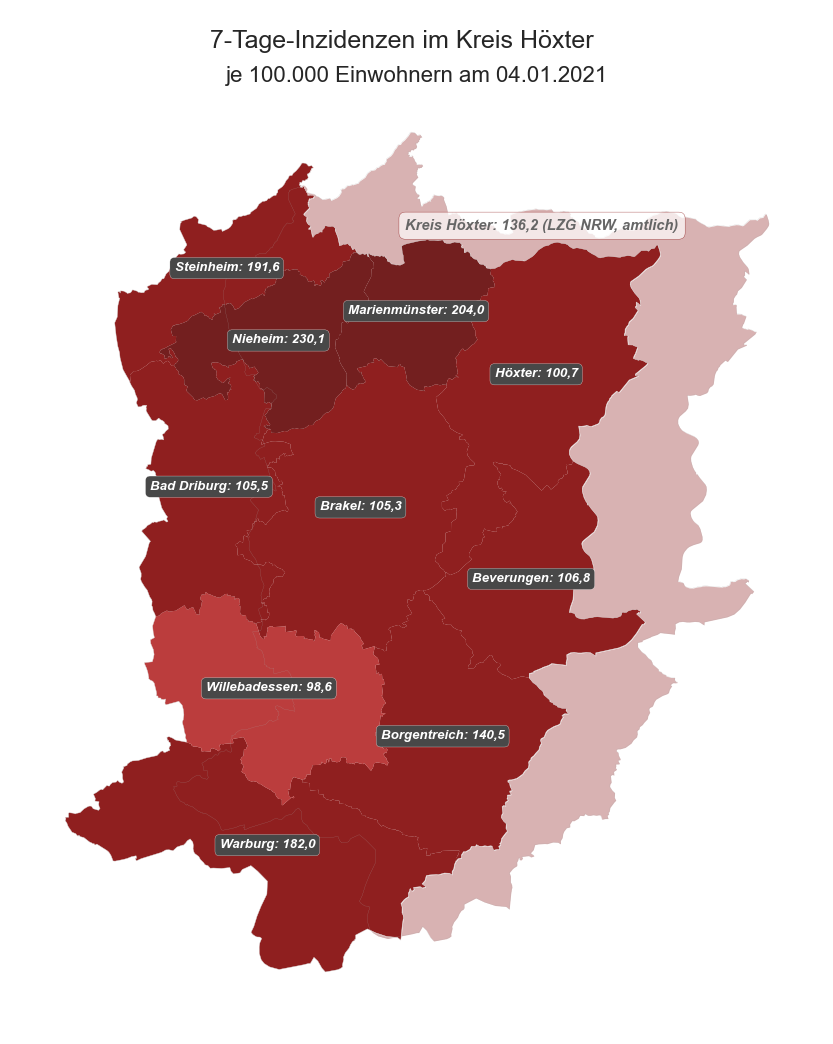 7-Tage-Inzidenzen im Kreis Höxter
je 100.000 Einwohnern am 04.01.2021
Kreis Höxter: 136,2 (LZG NRW, amtlich)
Steinheim: 191,6
Marienmünster: 204,0
Nieheim: 230,1
Höxter: 100,7
Bad Driburg: 105,5
Brakel: 105,3
Beverungen: 106,8
Willebadessen: 98,6
Borgentreich: 140,5
Warburg: 182,0